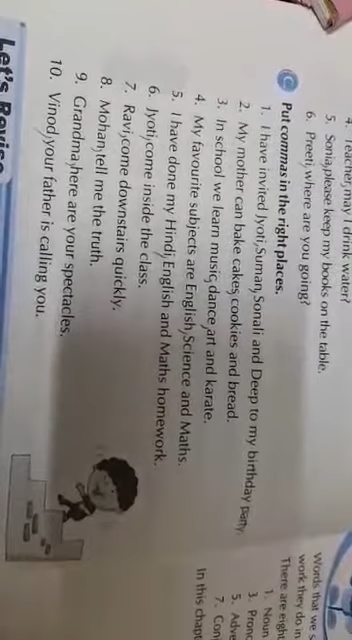 4. Teacher, may I drink water?
5. Sonia,please keep my books on the table.
6. Preeti, where are you going?
C Put commas in the right places.
1. I have invited Jyoti,Suman,Sonali and Deep to my birthday party.
2. My mother can bake cakes,cookies and bread.
3. In school we learn music,dance,art and karate.
4. My favourite subjects are English,Science and Maths.
5. I have done my Hindi,English and Maths homework.
6. Jyoti,come inside the class.
7. Ravi,come downstairs quickly.
8. Mohan,tell me the truth.
9. Grandma,here are your spectacles.
10. Vinod,your father is calling you.
Let's Revise
Words that we
work they do in
There are eight
1. Noun
3.
5.
7.
In this